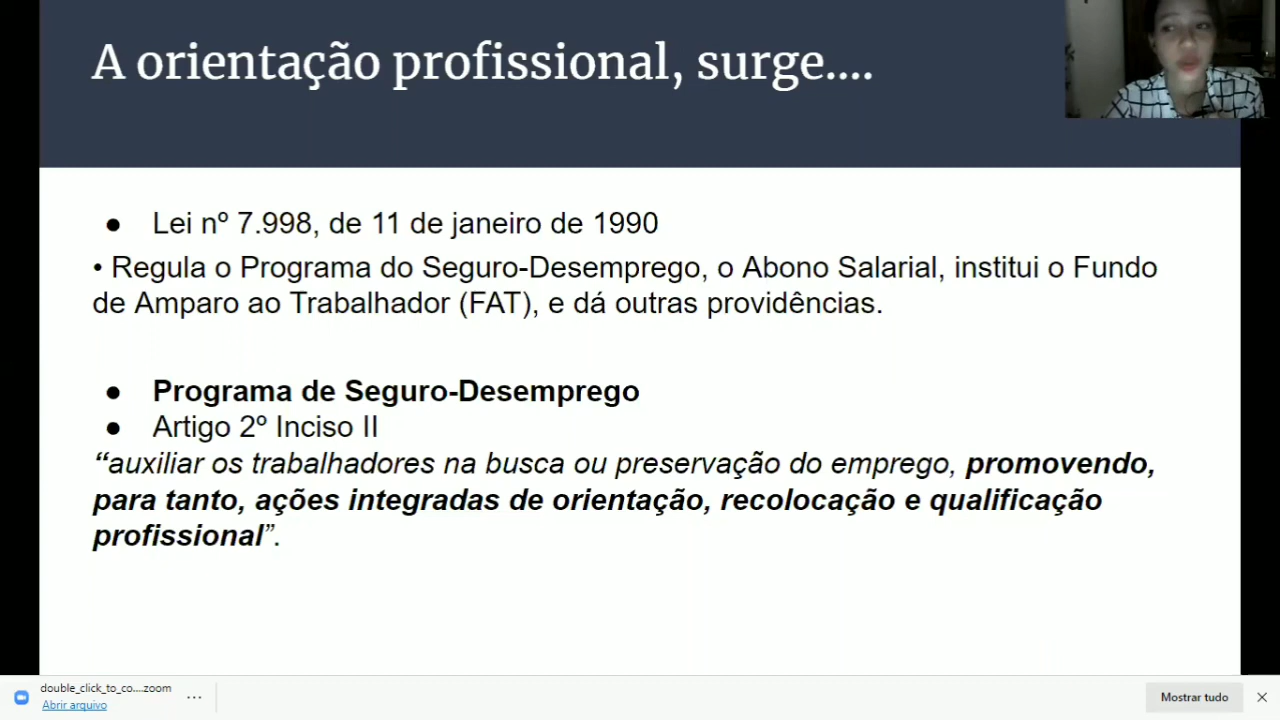 A orientação profissional, surge....
● Lei nº 7.998, de 11 de janeiro de 1990
• Regula o Programa do Seguro-Desemprego, o Abono Salarial, institui o Fundo
de Amparo ao Trabalhador (FAT), e dá outras providências.
● Programa de Seguro-Desemprego
● Artigo 2º Inciso II
“auxiliar os trabalhadores na busca ou preservação do emprego, promovendo,
para tanto, ações integradas de orientação, recolocação e qualificação
profissional”.
double_click_to_co....zoom
Abrir arquivo
Mostrar tudo